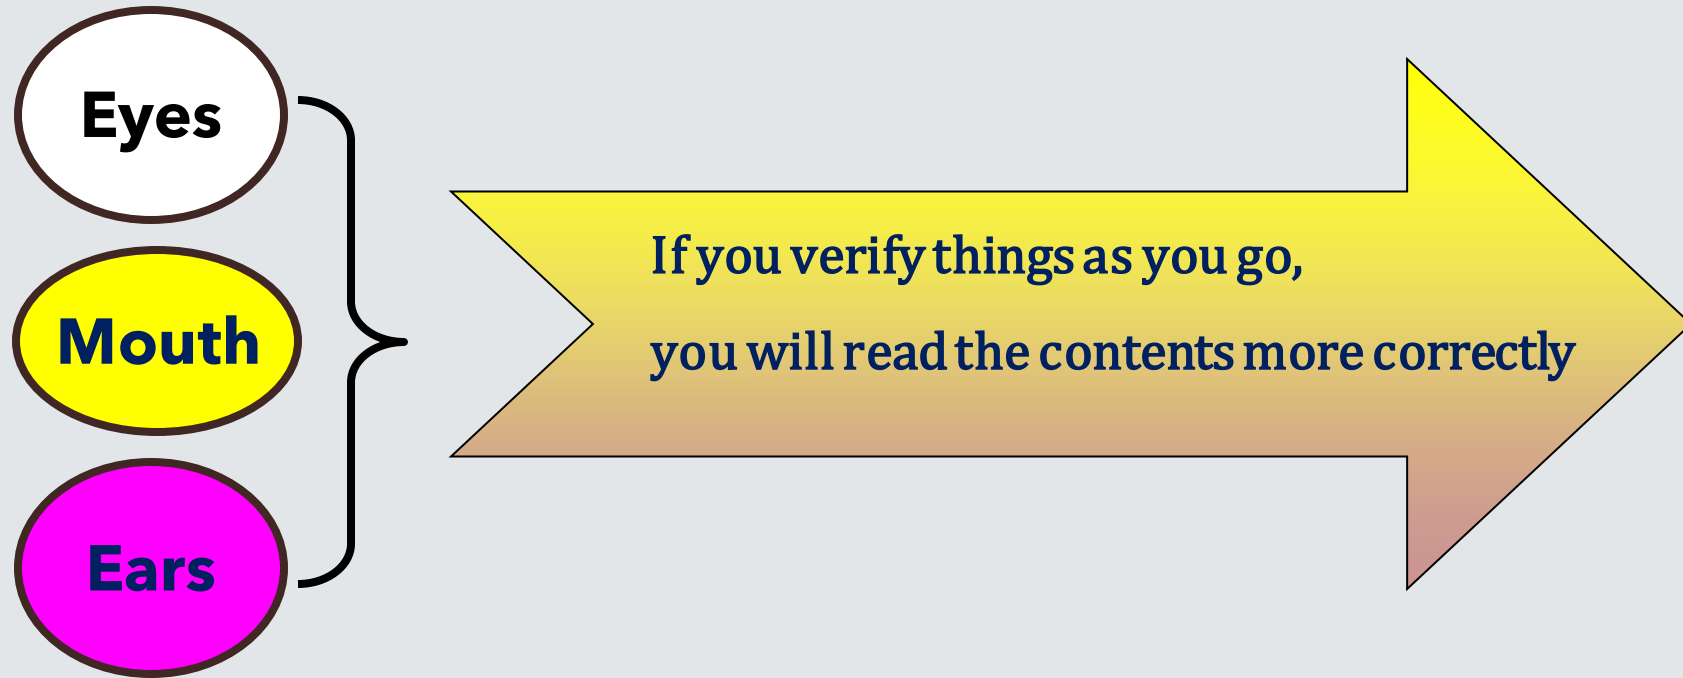 Eyes
Mouth
Ears
If you verify things as you go,
you will read the contents more correctly